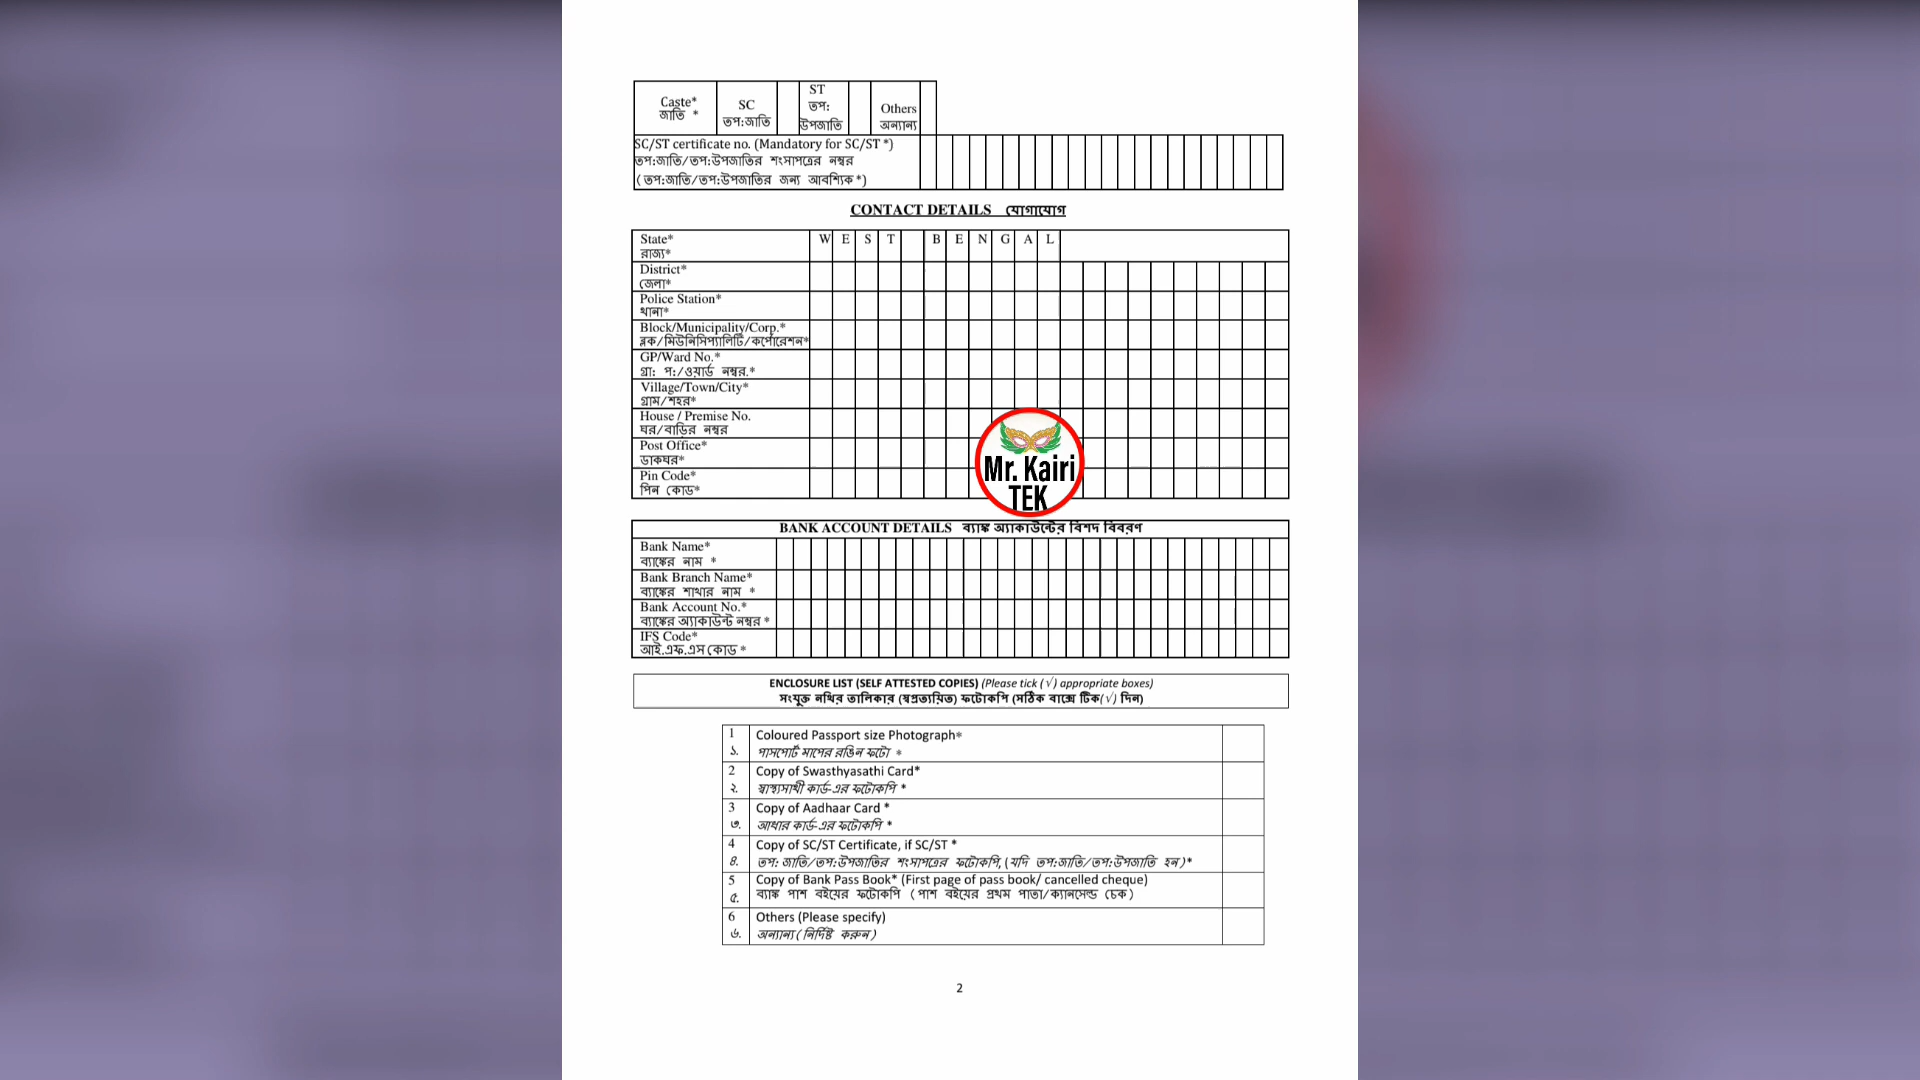 Caste*
জাতি *
SC
তপ:জাতি
ST
তপ:
উপজাতি
Others
অন্যান্য
SC/ST certificate no. (Mandatory for SC/ST *)
তপ:জাতি/তপ:উপজাতির শংসাপত্রের নম্বর
(তপ:জাতি/তপ:উপজাতির জন্য আবশ্যিক*)
CONTACT DETAILS যোগাযোগ
State*
রাজ্য*
W E S T B E N G A L
District*
জেলা*
Police Station*
থানা*
Block/Municipality/Corp.*
ব্লক/মিউনিসিপ্যালিটি/কর্পোরেশন*
GP/Ward No.*
গ্রা: প:/ওয়ার্ড নম্বর.*
Village/Town/City*
গ্রাম/শহর*
House / Premise No.
ঘর/বাড়ির নম্বর
Post Office*
ডাকঘর*
Pin Code*
পিন কোড*
Mr. Kairi
TEK
BANK ACCOUNT DETAILS ব্যাঙ্ক অ্যাকাউন্টের বিশদ বিবরণ
Bank Name*
ব্যাঙ্কের নাম *
Bank Branch Name*
ব্যাঙ্কের শাখার নাম *
Bank Account No.*
ব্যাঙ্কের অ্যাকাউন্ট নম্বর *
IFS Code*
আই.এফ.এস কোড *
ENCLOSURE LIST (SELF ATTESTED COPIES) (Please tick (√) appropriate boxes)
সংযুক্ত নথির তালিকার (স্বপ্রত্যয়িত) ফটোকপি (সঠিক বাক্সে টিক(√) দিন)
1 Coloured Passport size Photograph*
১. পাসপোর্ট মাপের রঙিন ফটো *
2 Copy of Swasthyasathi Card*
২. স্বাস্থ্যসাথী কার্ড-এর ফটোকপি *
3 Copy of Aadhaar Card *
৩. আধার কার্ড-এর ফটোকপি *
4 Copy of SC/ST Certificate, if SC/ST *
৪. তপ: জাতি/তপ:উপজাতির শংসাপত্রের ফটোকপি, (যদি তপ:জাতি/তপ:উপজাতি হন)*
5 Copy of Bank Pass Book* (First page of pass book/ cancelled cheque)
৫. ব্যাঙ্ক পাশ বইয়ের ফটোকপি (পাশ বইয়ের প্রথম পাতা/ক্যানসেল্ড চেক)
6 Others (Please specify)
৬. অন্যান্য(নির্দিষ্ট করুন)
2